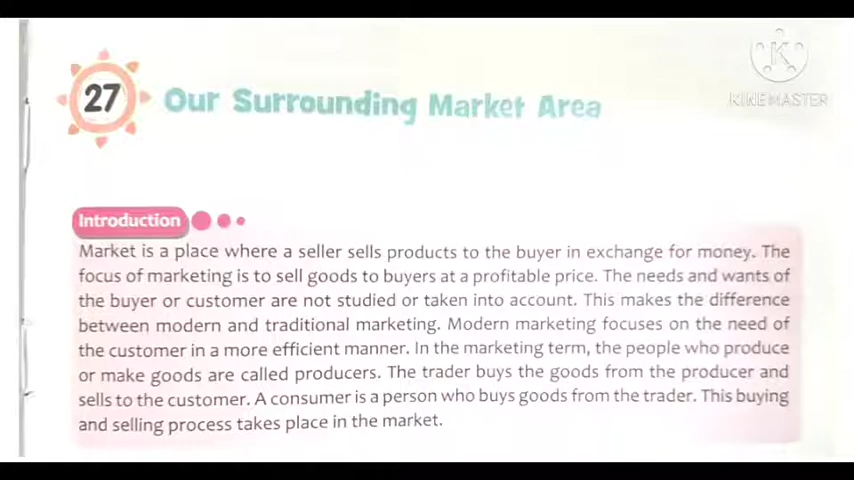 27 Our Surrounding Market Area
K
KINEMASTER
Introduction
Market is a place where a seller sells products to the buyer in exchange for money. The
focus of marketing is to sell goods to buyers at a profitable price. The needs and wants of
the buyer or customer are not studied or taken into account. This makes the difference
between modern and traditional marketing. Modern marketing focuses on the need of
the customer in a more efficient manner. In the marketing term, the people who produce
or make goods are called producers. The trader buys the goods from the producer and
sells to the customer. A consumer is a person who buys goods from the trader. This buying
and selling process takes place in the market.